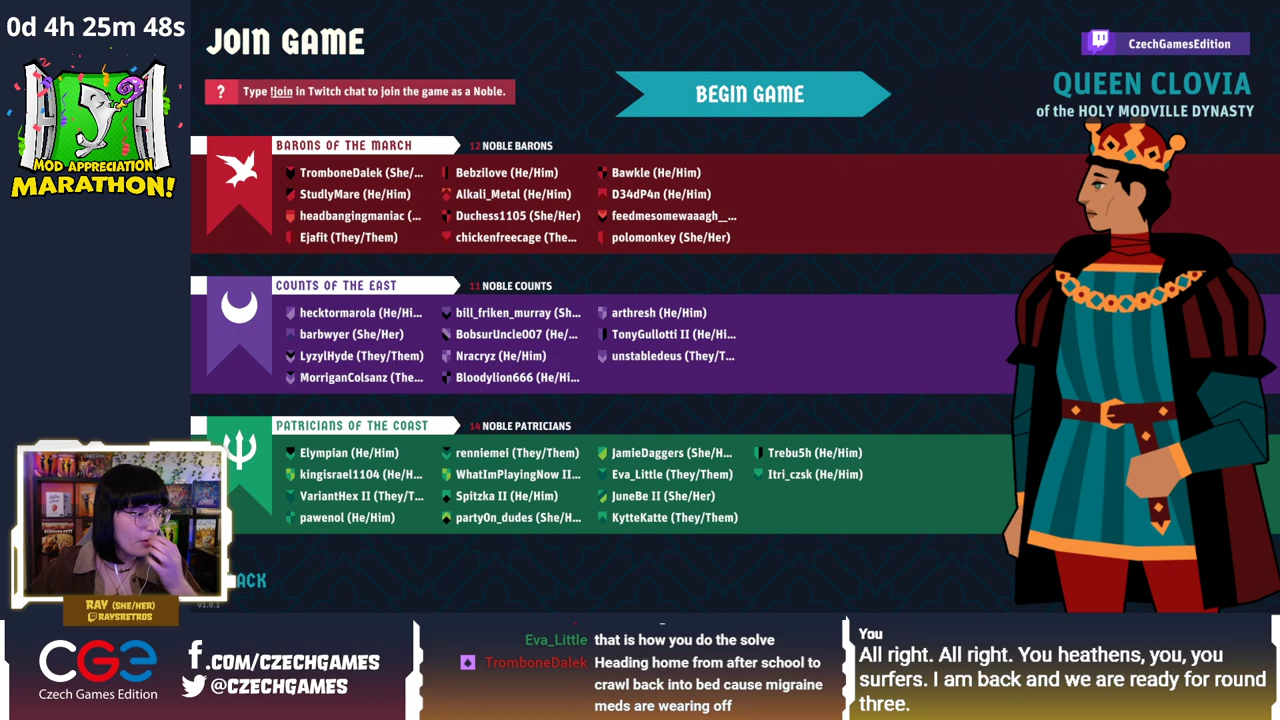 0d 4h 25m 48s
MOD-APPRECIATION
MARATHON!
JOIN GAME
? Type !join in Twitch chat to join the game as a Noble.
BEGIN GAME
CzechGamesEdition
QUEEN CLOVIA
of the HOLY MODVILLE DYNASTY
BARONS OF THE MARCH 12 NOBLE BARONS
TromboneDalek (She/... Bebzilove (He/Him) Bawkle (He/Him)
StudlyMare (He/Him) Alkali_Metal (He/Him) D34dP4n (He/Him)
headbangingmaniac (... Duchess1105 (She/Her) feedmesomewaaagh__...
Ejafit (They/Them) chickenfreecage (The... polomonkey (She/Her)
COUNTS OF THE EAST 11 NOBLE COUNTS
hecktormarola (He/Hi... bill_friken_murray (Sh... arthresh (He/Him)
barbwyer (She/Her) BobsurUncle007 (He/... TonyGullotti II (He/Hi...
LyzylHyde (They/Them) Nracryz (He/Him) unstabledeus (They/T...
MorriganColsanz (The... Bloodylion666 (He/Hi...
PATRICIANS OF THE COAST 14 NOBLE PATRICIANS
Elympian (He/Him) renniemei (They/Them) JamieDaggers (She/H... Trebu5h (He/Him)
kingisrael1104 (He/H... WhatImPlayingNow II... Eva_Little (They/Them) Itri_czsk (He/Him)
VariantHex II (They/T... Spitzka II (He/Him) JuneBe II (She/Her)
pawenol (He/Him) party0n_dudes (She/H... KytteKatte (They/Them)
ACK
RAY (SHE/HER)
RAYSRETROS
CGE
Czech Games Edition
f.COM/CZECHGAMES
@CZECHGAMES
Eva_Little that is how you do the solve
TromboneDalek Heading home from after school to
crawl back into bed cause migraine
meds are wearing off
You
All right. All right. You heathens, you, you
surfers. I am back and we are ready for round
three.